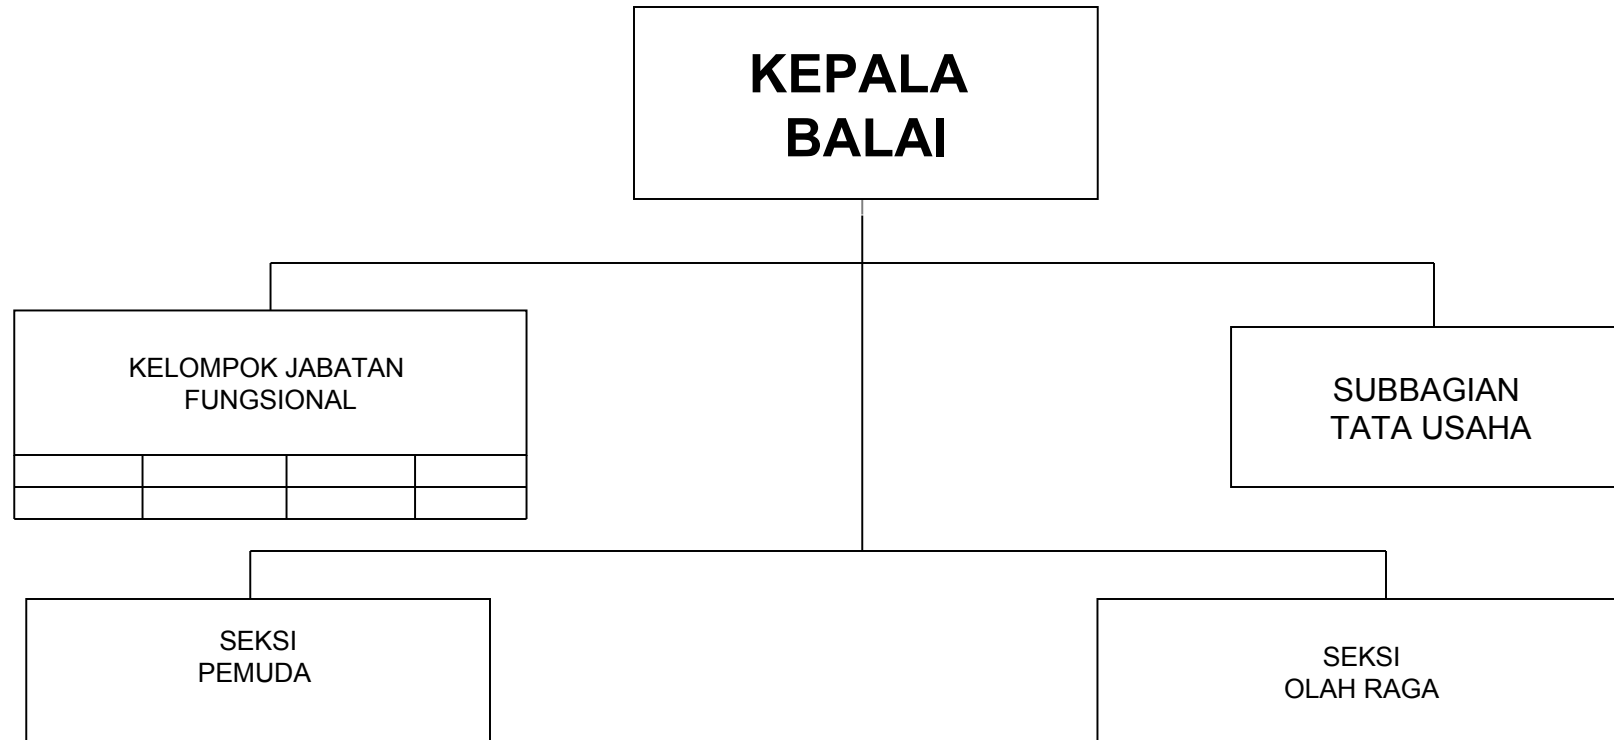 KEPALA
BALAI
KELOMPOK JABATAN
FUNGSIONAL
SUBBAGIAN
TATA USAHA
SEKSI
PEMUDA
SEKSI
OLAH RAGA